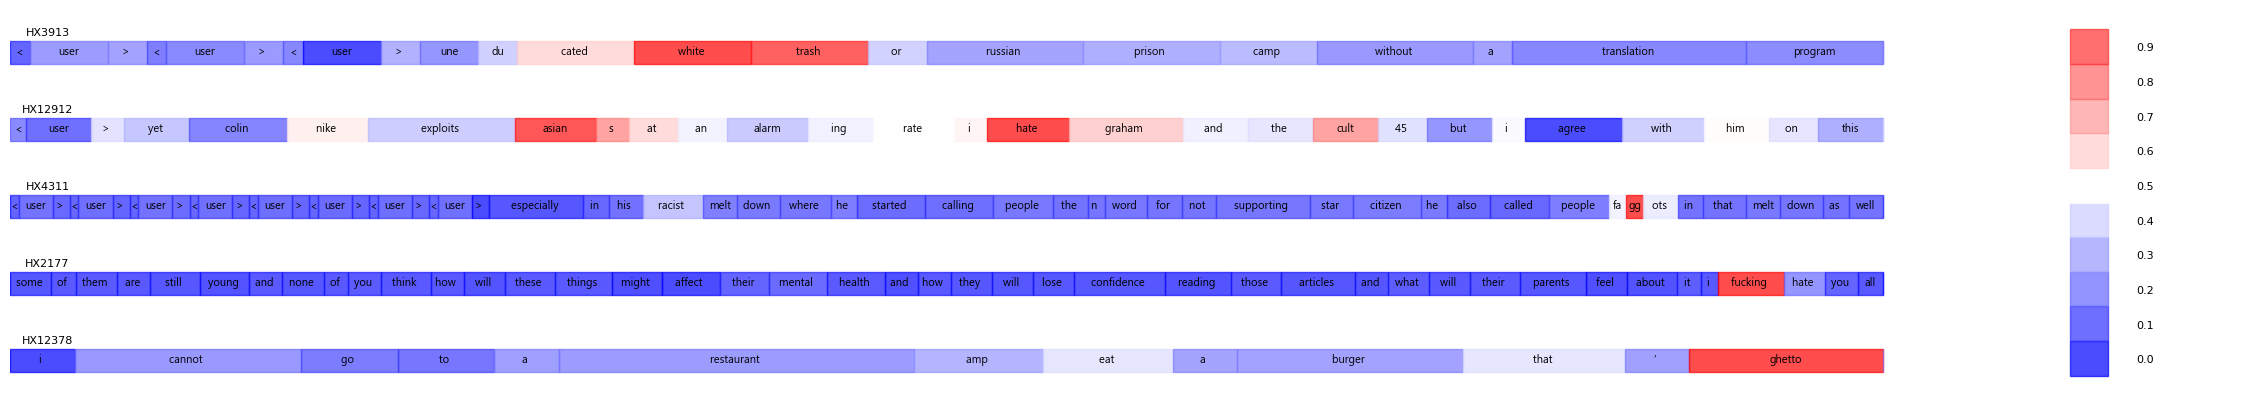 HX3913
< user > < user > < user > une du cated white trash or russian prison camp without a translation program
HX12912
< user > yet colin nike exploits asian s at an alarm ing rate i hate graham and the cult 45 but i agree with him on this
HX4311
< user > < user > < user > < user > < user > < user > < user > < user > especially in his racist melt down where he started calling people the n word for not supporting star citizen he also called people fa gg ots in that melt down as well
HX2177
some of them are still young and none of you think how will these things might affect their mental health and how they will lose confidence reading those articles and what will their parents feel about it i fucking hate you all
HX12378
i cannot go to a restaurant amp eat a burger that ' ghetto
0.9
0.8
0.7
0.6
0.5
0.4
0.3
0.2
0.1
0.0